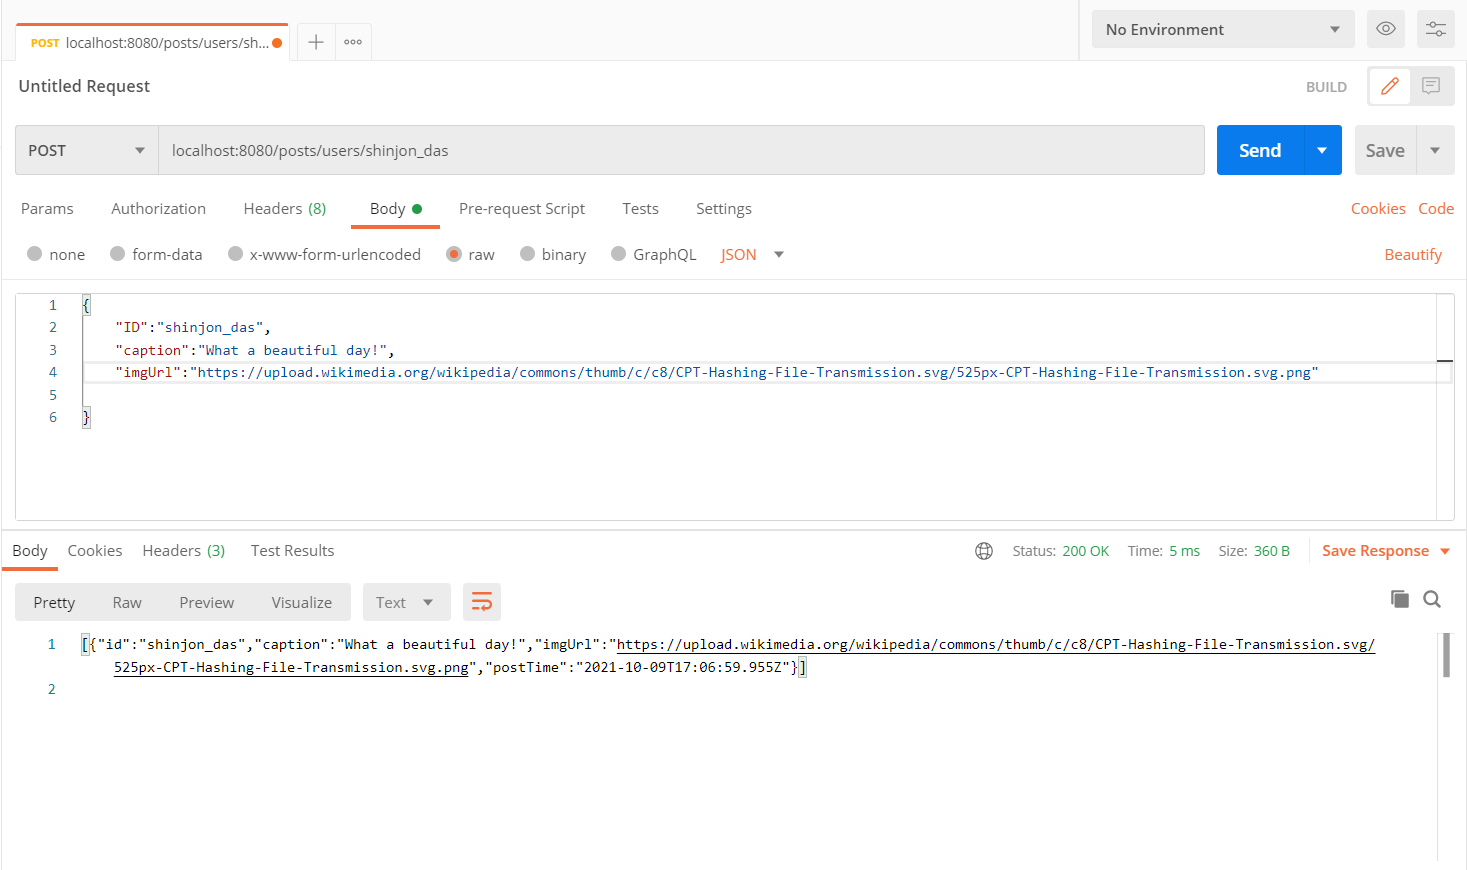 POST localhost:8080/posts/users/sh...
No Environment
Untitled Request
BUILD
POST
localhost:8080/posts/users/shinjon_das
Send
Save
Params Authorization Headers (8) Body Pre-request Script Tests Settings Cookies Code
none form-data x-www-form-urlencoded raw binary GraphQL JSON Beautify
1 {
2 "ID":"shinjon_das",
3 "caption":"What a beautiful day!",
4 "imgUrl":"https://upload.wikimedia.org/wikipedia/commons/thumb/c/c8/CPT-Hashing-File-Transmission.svg/525px-CPT-Hashing-File-Transmission.svg.png"
5
6 }
Body Cookies Headers (3) Test Results Status: 200 OK Time: 5 ms Size: 360 B Save Response
Pretty Raw Preview Visualize Text
1 [{"id":"shinjon_das","caption":"What a beautiful day!","imgUrl":"https://upload.wikimedia.org/wikipedia/commons/thumb/c/c8/CPT-Hashing-File-Transmission.svg/
525px-CPT-Hashing-File-Transmission.svg.png","postTime":"2021-10-09T17:06:59.955Z"}]
2